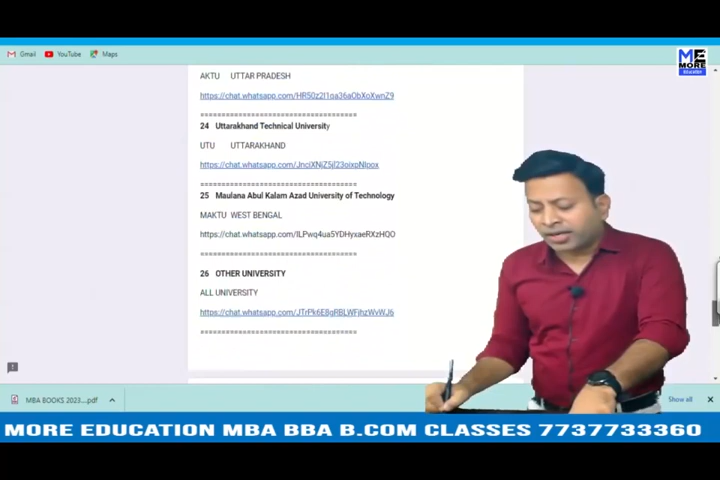 Gmail YouTube Maps
ME
MORE
AKTU UTTAR PRADESH
https://chat.whatsapp.com/HR50z2I1oa36aObXoXwnZ9
====================================
24 Uttarakhand Technical University
UTU UTTARAKHAND
https://chat.whatsapp.com/JnciXNjZ5jl23oixpNIpox
====================================
25 Maulana Abul Kalam Azad University of Technology
MAKTU WEST BENGAL
https://chat.whatsapp.com/ILPwq4ua5YDHyxaeRXzHQO
====================================
26 OTHER UNIVERSITY
ALL UNIVERSITY
https://chat.whatsapp.com/JTrPk6E8gRBLWFjhzWvWJ6
====================================
MBA BOOKS 2023....pdf
Show all
MORE EDUCATION MBA BBA B.COM CLASSES 7737733360